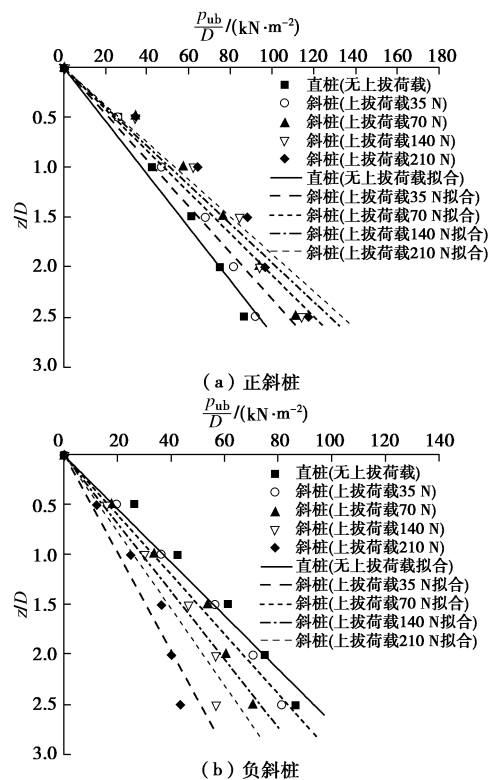 p_ub/D/(kN·m⁻²)
0 20 40 60 80 100 120 140
0.5
1.0
1.5
2.0
2.5
3.0
z/D
直桩(无上拔荷载)
斜桩(上拔荷载35 N)
斜桩(上拔荷载70 N)
斜桩(上拔荷载140 N)
斜桩(上拔荷载210 N)
直桩(无上拔荷载拟合)
斜桩(上拔荷载35 N拟合)
斜桩(上拔荷载70 N拟合)
斜桩(上拔荷载140 N拟合)
斜桩(上拔荷载210 N拟合)
(a) 正斜桩
p_ub/D/(kN·m⁻²)
0 20 40 60 80 100 120 140
0.5
1.0
1.5
2.0
2.5
3.0
z/D
直桩(无上拔荷载)
斜桩(上拔荷载35 N)
斜桩(上拔荷载70 N)
斜桩(上拔荷载140 N)
斜桩(上拔荷载210 N)
直桩(无上拔荷载拟合)
斜桩(上拔荷载35 N拟合)
斜桩(上拔荷载70 N拟合)
斜桩(上拔荷载140 N拟合)
斜桩(上拔荷载210 N拟合)
(b) 负斜桩